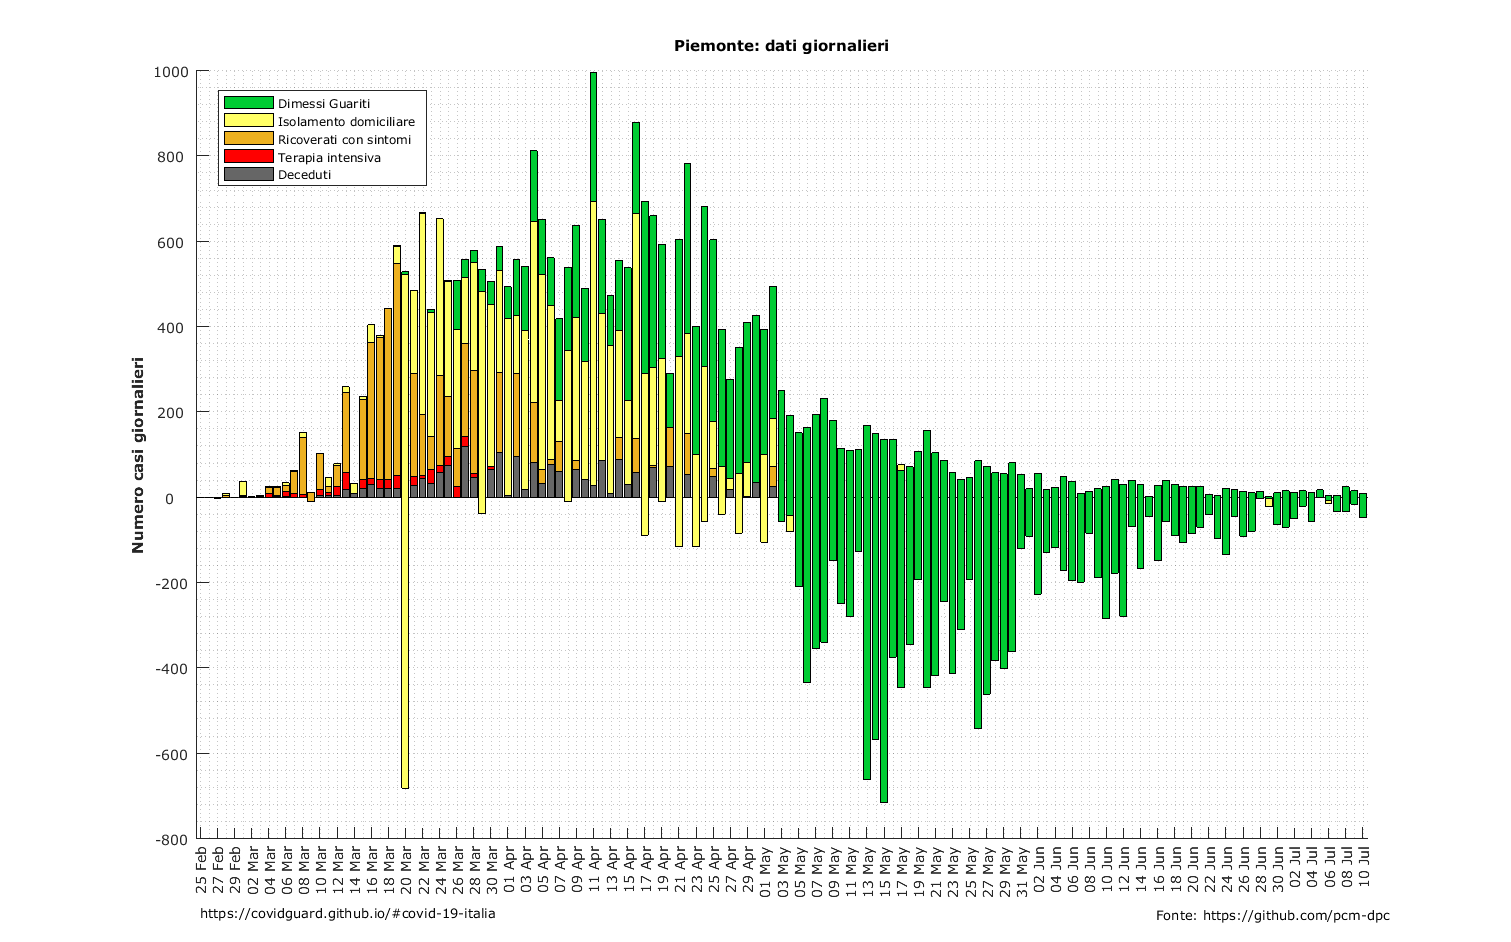 Piemonte: dati giornalieri
1000
800
600
400
200
0
-200
-400
-600
-800
Numero casi giornalieri
Dimessi Guariti
Isolamento domiciliare
Ricoverati con sintomi
Terapia intensiva
Deceduti
25 Feb
27 Feb
29 Feb
02 Mar
04 Mar
06 Mar
08 Mar
10 Mar
12 Mar
14 Mar
16 Mar
18 Mar
20 Mar
22 Mar
24 Mar
26 Mar
28 Mar
30 Mar
01 Apr
03 Apr
05 Apr
07 Apr
09 Apr
11 Apr
13 Apr
15 Apr
17 Apr
19 Apr
21 Apr
23 Apr
25 Apr
27 Apr
29 Apr
01 May
03 May
05 May
07 May
09 May
11 May
13 May
15 May
17 May
19 May
21 May
23 May
25 May
27 May
29 May
31 May
02 Jun
04 Jun
06 Jun
08 Jun
10 Jun
12 Jun
14 Jun
16 Jun
18 Jun
20 Jun
22 Jun
24 Jun
26 Jun
28 Jun
30 Jun
02 Jul
04 Jul
06 Jul
08 Jul
10 Jul
https://covidguard.github.io/#covid-19-italia
Fonte: https://github.com/pcm-dpc